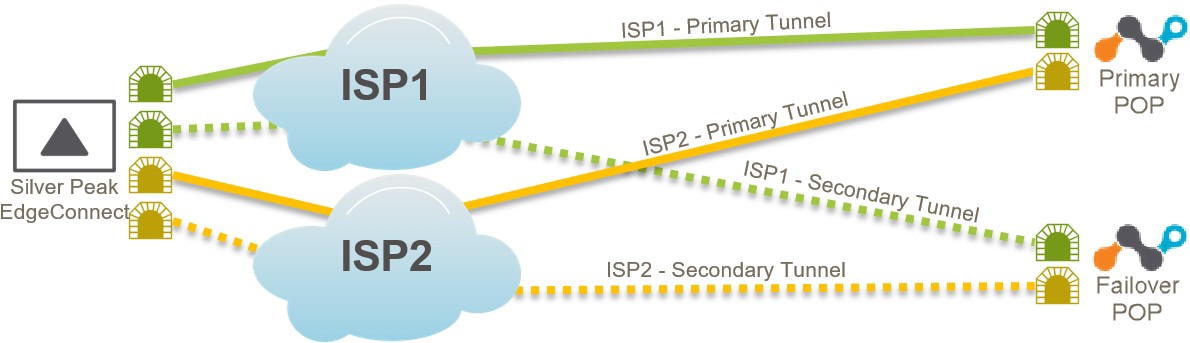 ISP1 - Primary Tunnel
ISP1
Primary
POP
ISP2 - Primary Tunnel
Silver Peak
EdgeConnect
ISP1 - Secondary Tunnel
ISP2
ISP2 - Secondary Tunnel
Failover
POP